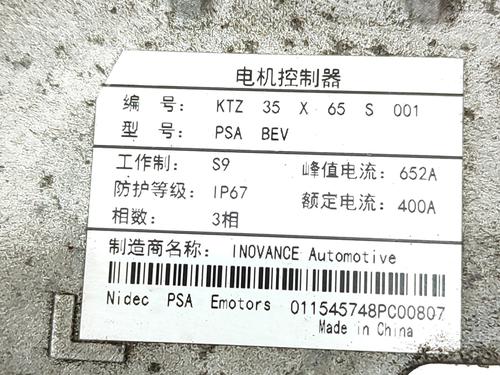 电机控制器
编 号: KTZ 35 X 65 S 001
型 号: PSA BEV
工作制: S9 峰值电流: 652A
防护等级: IP67 额定电流: 400A
相数: 3相
制造商名称: INOVANCE Automotive
Nidec PSA Emotors 011545748PC00807
Made in China